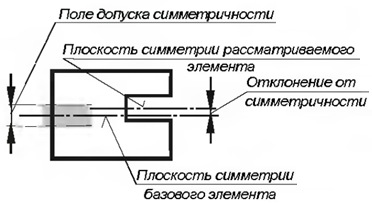 Поле допуска симметричности
Плоскость симметрии рассматриваемого
элемента
Отклонение от
симметричности
Плоскость симметрии
базового элемента